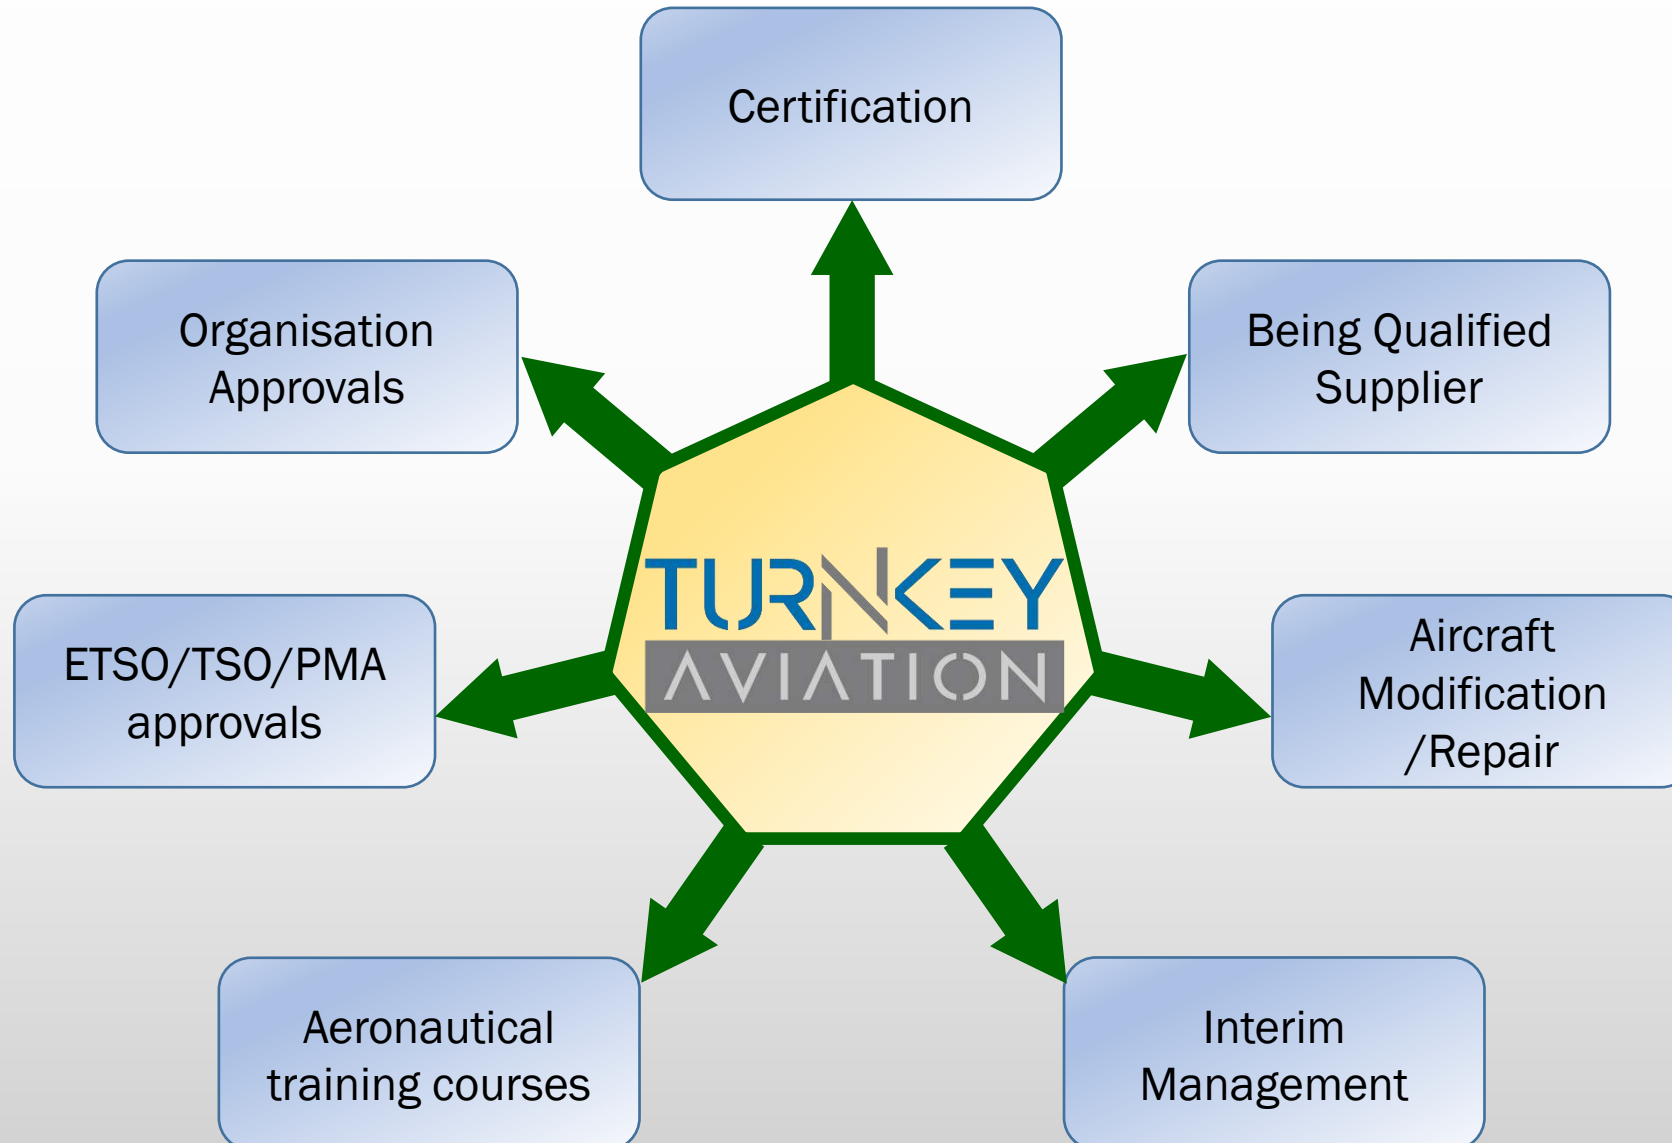 Certification
Organisation
Approvals
Being Qualified
Supplier
TURNKEY
AVIATION
ETSO/TSO/PMA
approvals
Aircraft
Modification
/Repair
Aeronautical
training courses
Interim
Management